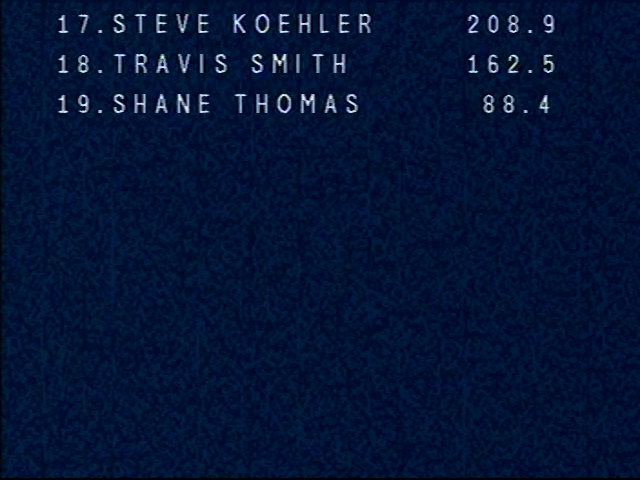 17.STEVE KOEHLER 208.9
18.TRAVIS SMITH 162.5
19.SHANE THOMAS 88.4